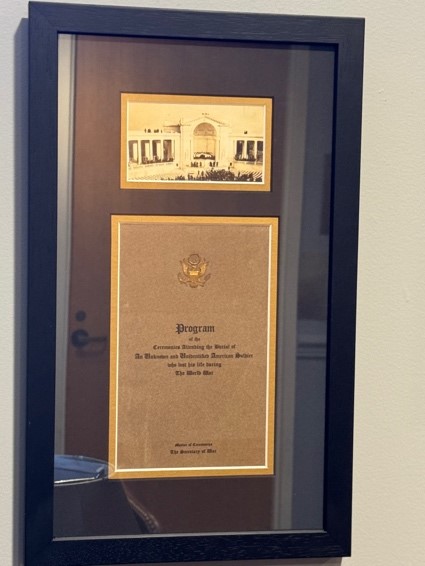 Program
of the
Ceremonies Attending the Burial of
An Unknown and Unidentified American Soldier
who lost his life during
The World War
Master of Ceremonies
The Secretary of War